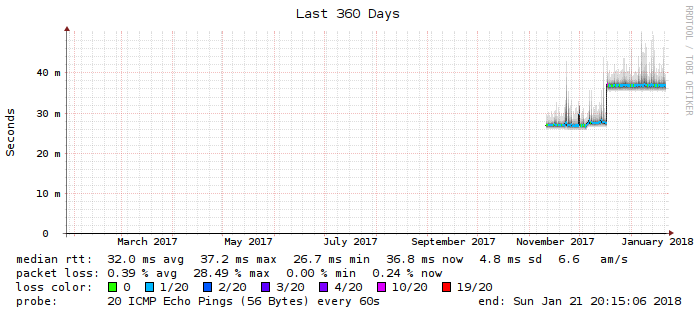 Last 360 Days
RRDTOOL / TOBI OETIKER
Seconds
40 m
30 m
20 m
10 m
0
March 2017 May 2017 July 2017 September 2017 November 2017 January 2018
median rtt: 32.0 ms avg 37.2 ms max 26.7 ms min 36.8 ms now 4.8 ms sd 6.6 am/s
packet loss: 0.39 % avg 28.49 % max 0.00 % min 0.24 % now
loss color: 0 1/20 2/20 3/20 4/20 10/20 19/20
probe: 20 ICMP Echo Pings (56 Bytes) every 60s end: Sun Jan 21 20:15:06 2018